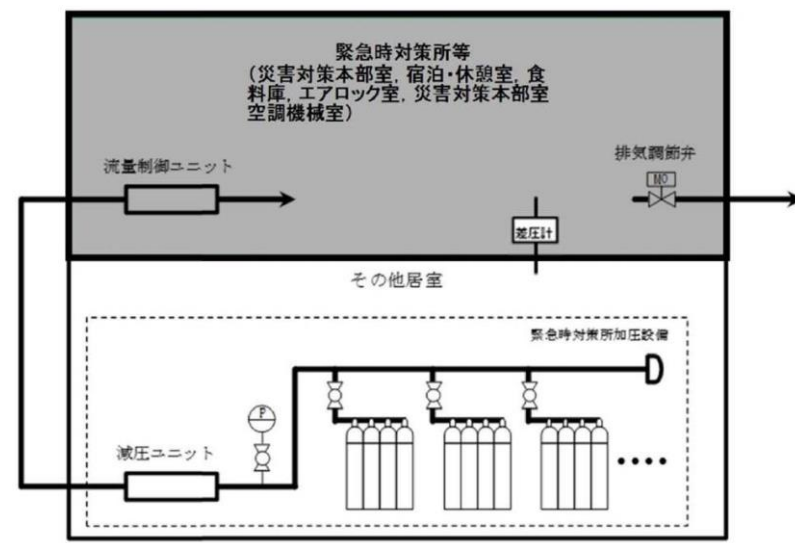 緊急時対策所等
（災害対策本部室, 宿泊・休憩室, 食
料庫, エアロック室, 災害対策本部室
空調機械室）
流量制御ユニット
排気調節弁
MO
差圧計
その他居室
緊急時対策所加圧設備
P
減圧ユニット